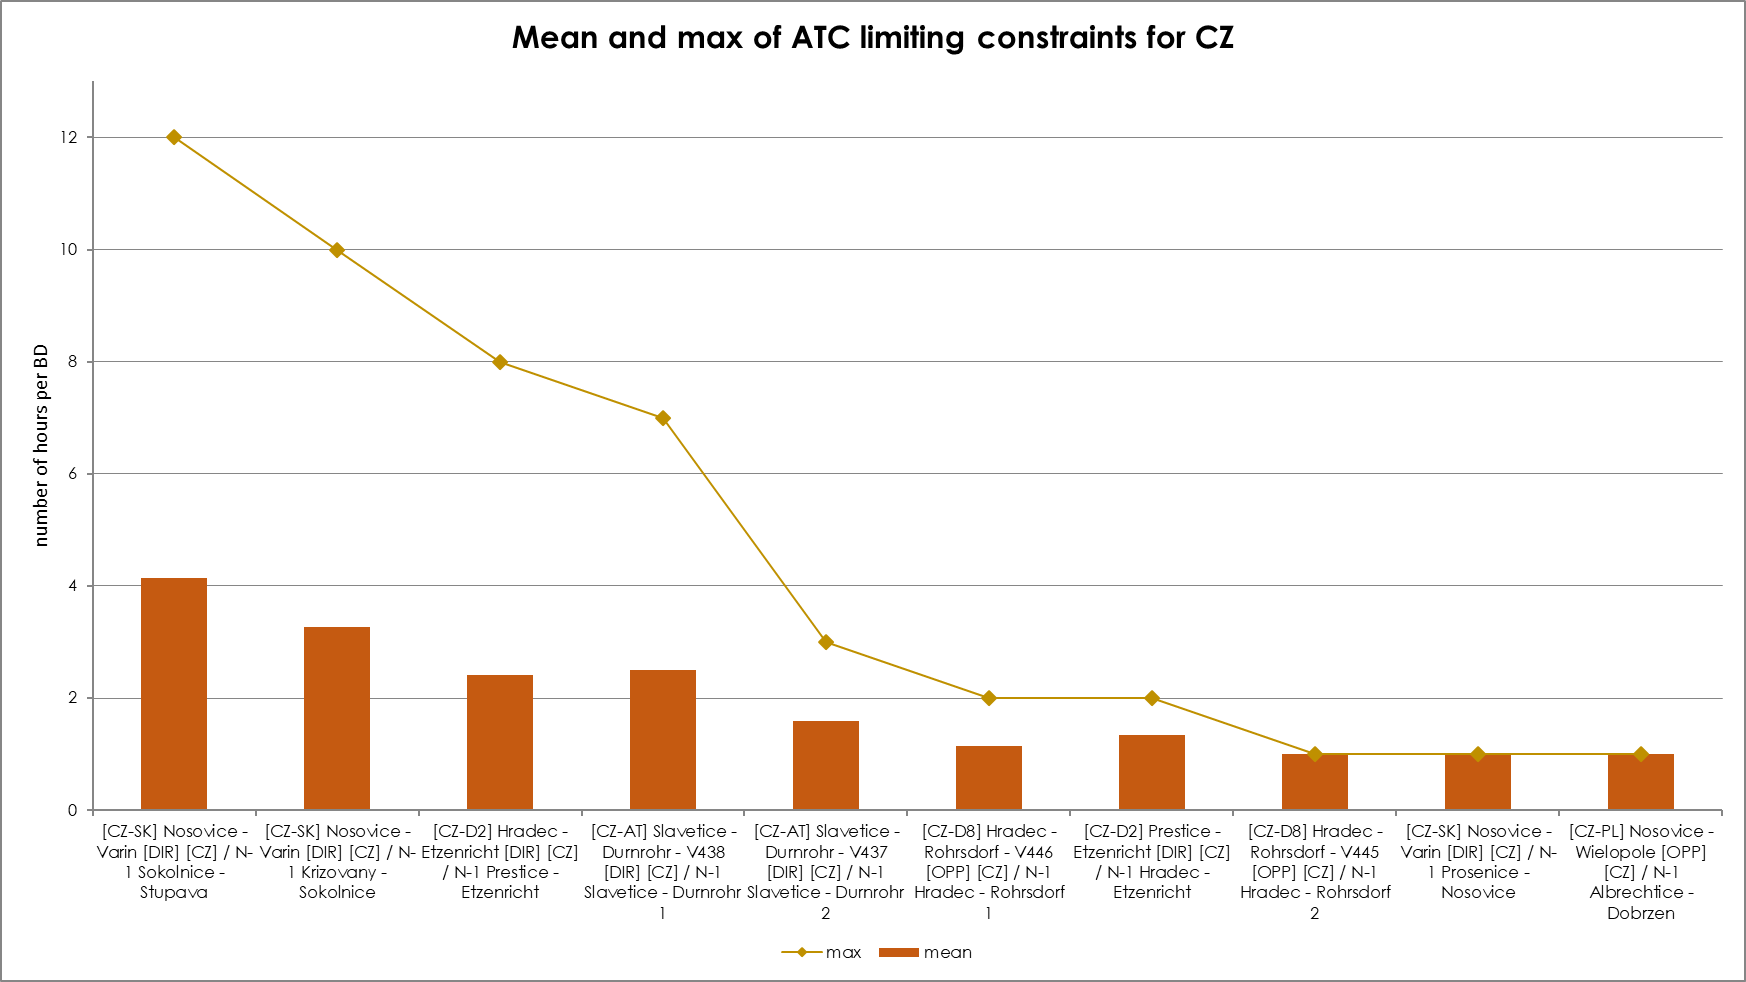 Mean and max of ATC limiting constraints for CZ
number of hours per BD
12
10
8
6
4
2
0
[CZ-SK] Nosovice -
Varin [DIR] [CZ] / N-
1 Sokolnice -
Stupava
[CZ-SK] Nosovice -
Varin [DIR] [CZ] / N-
1 Krizovany -
Sokolnice
[CZ-D2] Hradec -
Etzenricht [DIR] [CZ]
/ N-1 Prestice -
Etzenricht
[CZ-AT] Slavetice -
Durnrohr - V438
[DIR] [CZ] / N-1
Slavetice - Durnrohr
1
[CZ-AT] Slavetice -
Durnrohr - V437
[DIR] [CZ] / N-1
Slavetice - Durnrohr
2
[CZ-D8] Hradec -
Rohrsdorf - V446
[OPP] [CZ] / N-1
Hradec - Rohrsdorf
1
[CZ-D2] Prestice -
Etzenricht [DIR] [CZ]
/ N-1 Hradec -
Etzenricht
[CZ-D8] Hradec -
Rohrsdorf - V445
[OPP] [CZ] / N-1
Hradec - Rohrsdorf
2
[CZ-SK] Nosovice -
Varin [DIR] [CZ] / N-
1 Prosenice -
Nosovice
[CZ-PL] Nosovice -
Wielopole [OPP]
[CZ] / N-1
Albrechtice -
Dobrzen
max
mean